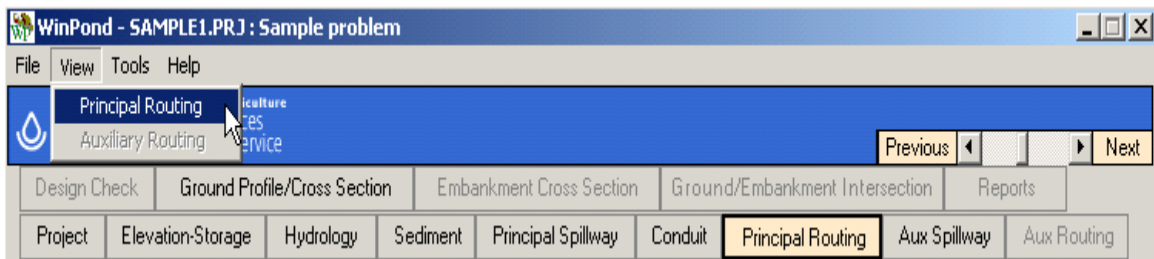 WinPond - SAMPLE1.PRJ : Sample problem
File View Tools Help
Principal Routing
Auxiliary Routing
Previous Next
Design Check Ground Profile/Cross Section Embankment Cross Section Ground/Embankment Intersection Reports
Project Elevation-Storage Hydrology Sediment Principal Spillway Conduit Principal Routing Aux Spillway Aux Routing